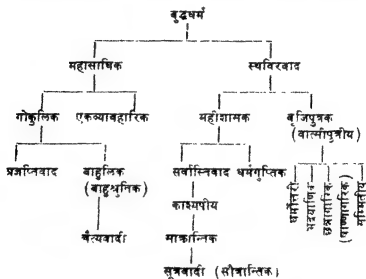 बुद्धधर्म
महासांघिक स्थविरवाद
गोकुलिक एकव्यावहारिक महीशासक वृजिपुत्रक
(वात्सीपुत्रीय)
प्रज्ञप्तिवाद बाहुलिक सर्वास्तिवाद धर्मगुप्तिक
(बाहुश्रुतिक)
काश्यपीय
धर्मोत्तरी
भद्रयाणिक
छन्नागारिक
(षाण्णागरिक)
सम्मितीय
चैत्यवादी
माक्रान्तिक
सूत्रवादी (सौत्रान्तिक)